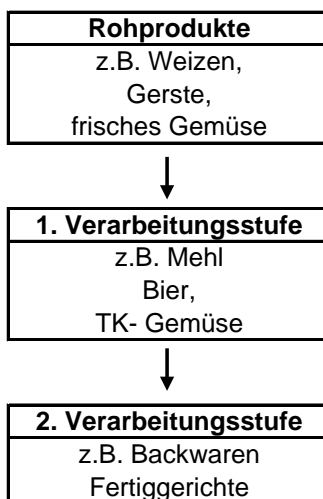 Rohprodukte
z.B. Weizen,
Gerste,
frisches Gemüse
1. Verarbeitungsstufe
z.B. Mehl
Bier,
TK- Gemüse
2. Verarbeitungsstufe
z.B. Backwaren
Fertiggerichte